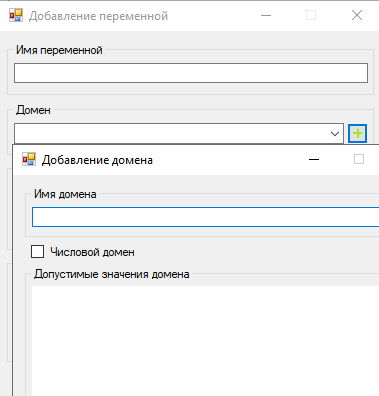 Добавление переменной
Имя переменной
Домен
Добавление домена
Имя домена
Числовой домен
Допустимые значения домена